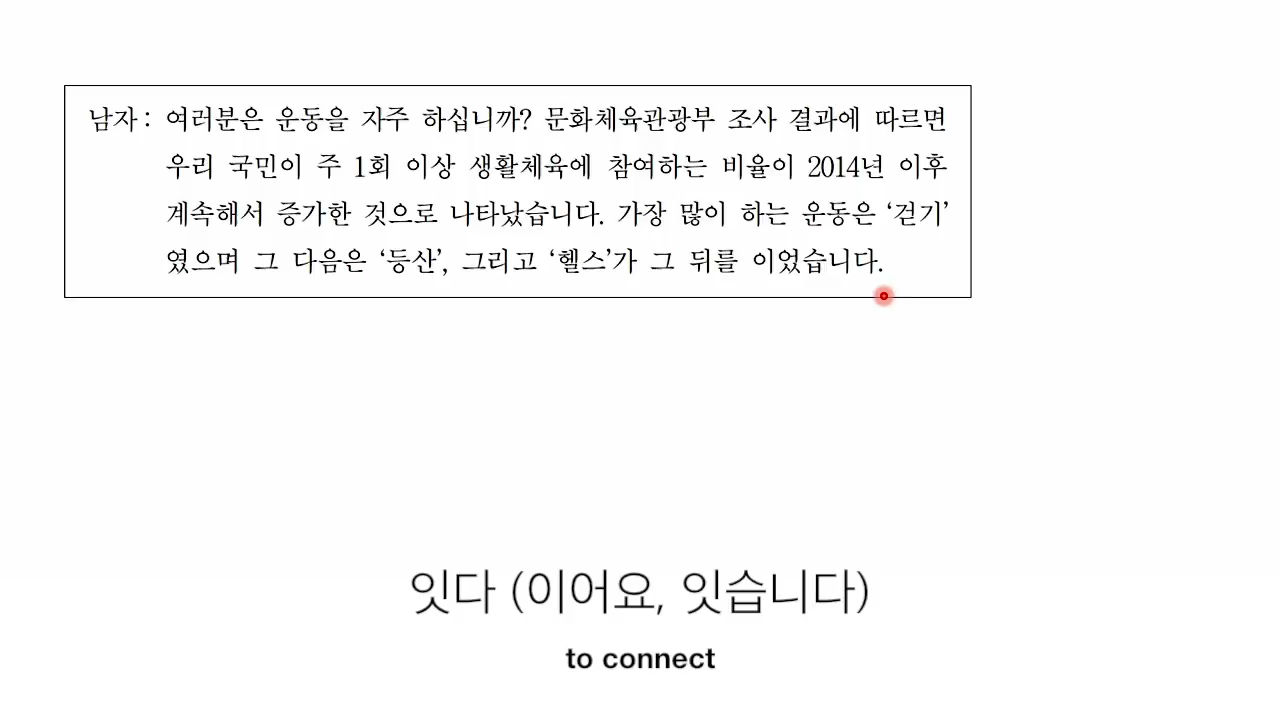 남자 : 여러분은 운동을 자주 하십니까? 문화체육관광부 조사 결과에 따르면
우리 국민이 주 1회 이상 생활체육에 참여하는 비율이 2014년 이후
계속해서 증가한 것으로 나타났습니다. 가장 많이 하는 운동은 ‘걷기’
였으며 그 다음은 ‘등산’, 그리고 ‘헬스’가 그 뒤를 이었습니다.
잇다 (이어요, 잇습니다)
to connect